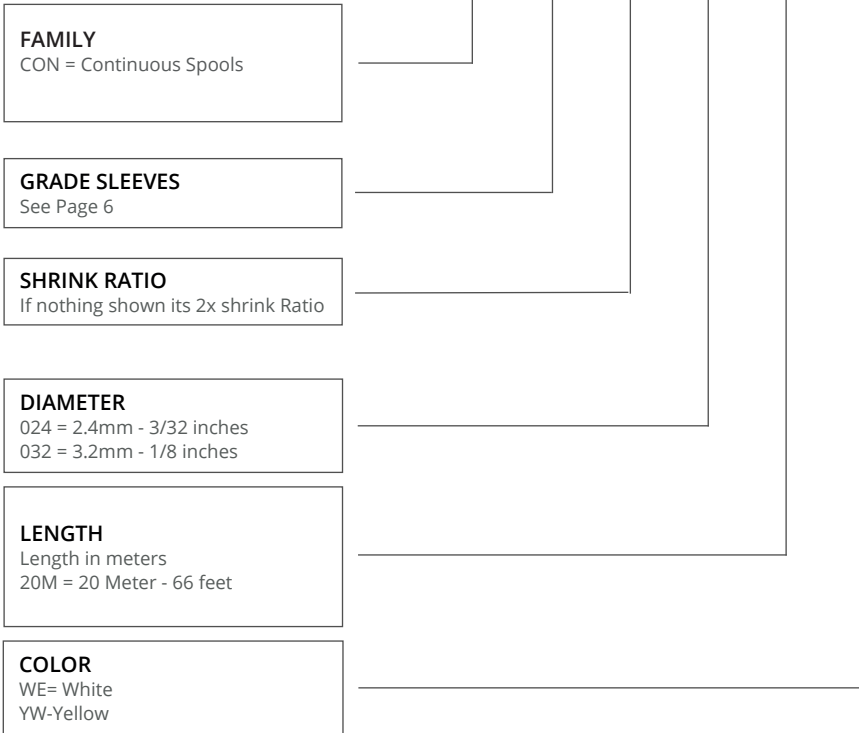 FAMILY
CON = Continuous Spools
GRADE SLEEVES
See Page 6
SHRINK RATIO
If nothing shown its 2x shrink Ratio
DIAMETER
024 = 2.4mm - 3/32 inches
032 = 3.2mm - 1/8 inches
LENGTH
Length in meters
20M = 20 Meter - 66 feet
COLOR
WE= White
YW-Yellow